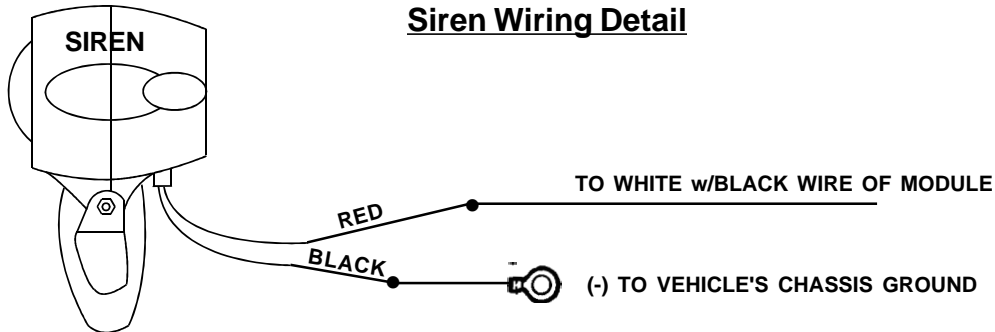 Siren Wiring Detail
SIREN
TO WHITE w/BLACK WIRE OF MODULE
RED
BLACK
(-) TO VEHICLE'S CHASSIS GROUND